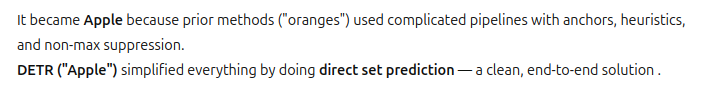 It became Apple because prior methods ("oranges") used complicated pipelines with anchors, heuristics,
and non-max suppression.
DETR ("Apple") simplified everything by doing direct set prediction — a clean, end-to-end solution .